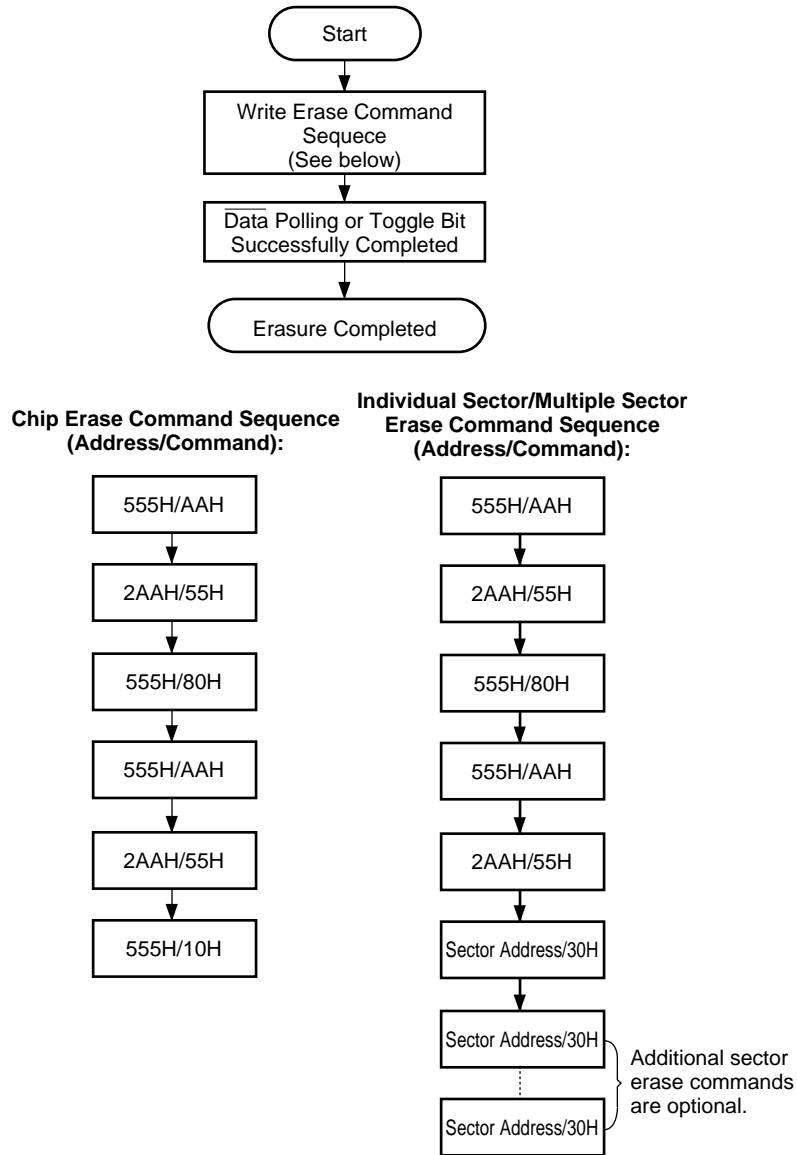 Start
Write Erase Command
Sequece
(See below)
Data Polling or Toggle Bit
Successfully Completed
Erasure Completed
Chip Erase Command Sequence
(Address/Command):
555H/AAH
2AAH/55H
555H/80H
555H/AAH
2AAH/55H
555H/10H
Individual Sector/Multiple Sector
Erase Command Sequence
(Address/Command):
555H/AAH
2AAH/55H
555H/80H
555H/AAH
2AAH/55H
Sector Address/30H
Sector Address/30H
Sector Address/30H
Additional sector
erase commands
are optional.